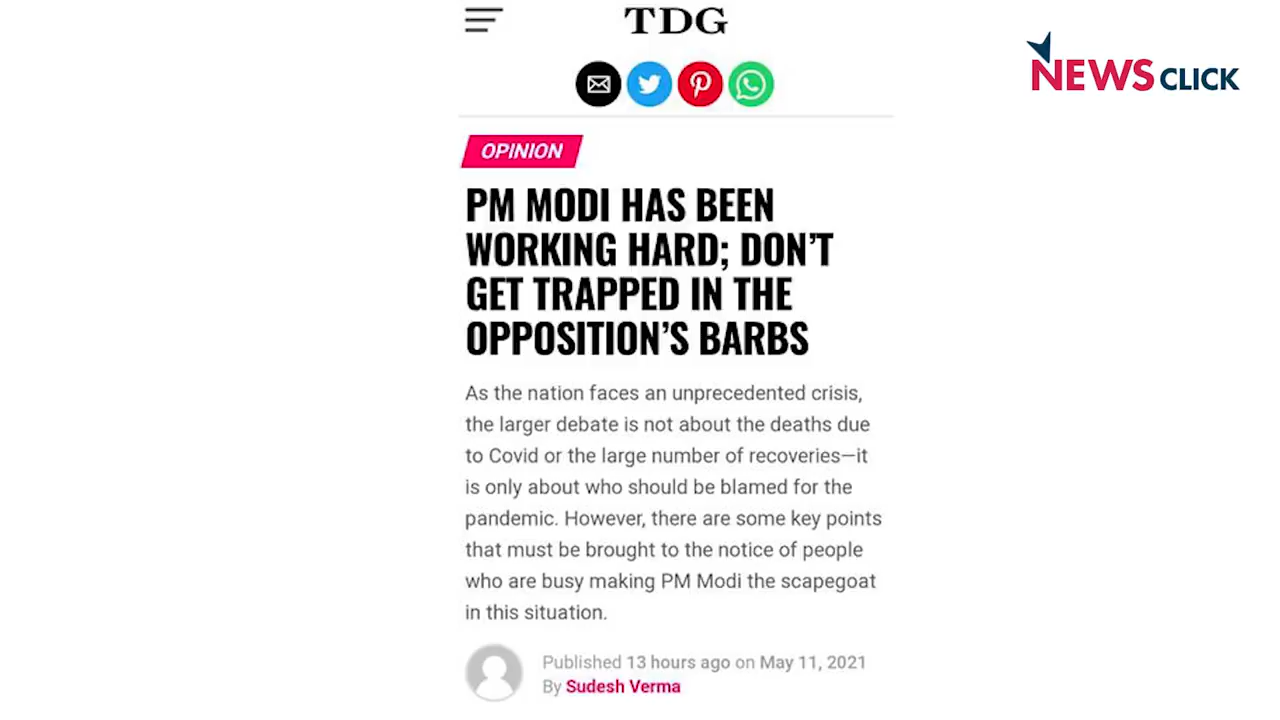 TDG
NEWSCLICK
OPINION
PM MODI HAS BEEN
WORKING HARD; DON'T
GET TRAPPED IN THE
OPPOSITION'S BARBS
As the nation faces an unprecedented crisis,
the larger debate is not about the deaths due
to Covid or the large number of recoveries—it
is only about who should be blamed for the
pandemic. However, there are some key points
that must be brought to the notice of people
who are busy making PM Modi the scapegoat
in this situation.
Published 13 hours ago on May 11, 2021
By Sudesh Verma